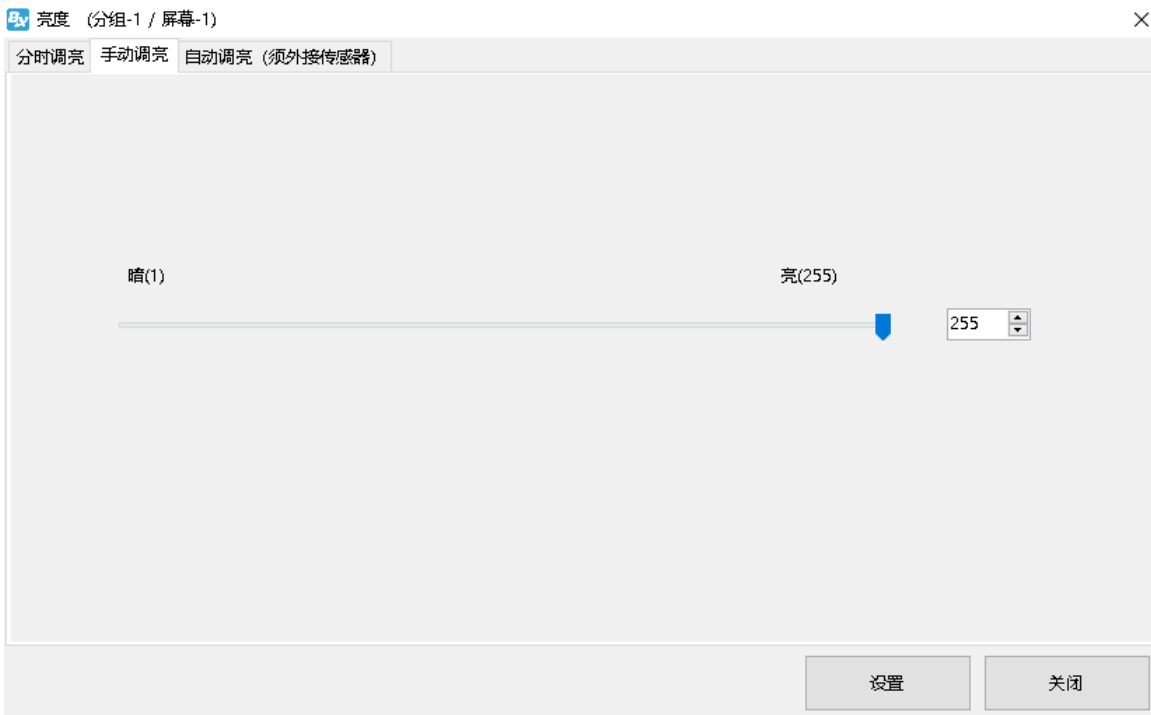 BX 亮度 (分组-1 / 屏幕-1)
分时调亮 手动调亮 自动调亮 (须外接传感器)
暗(1) 亮(255)
255
设置 关闭